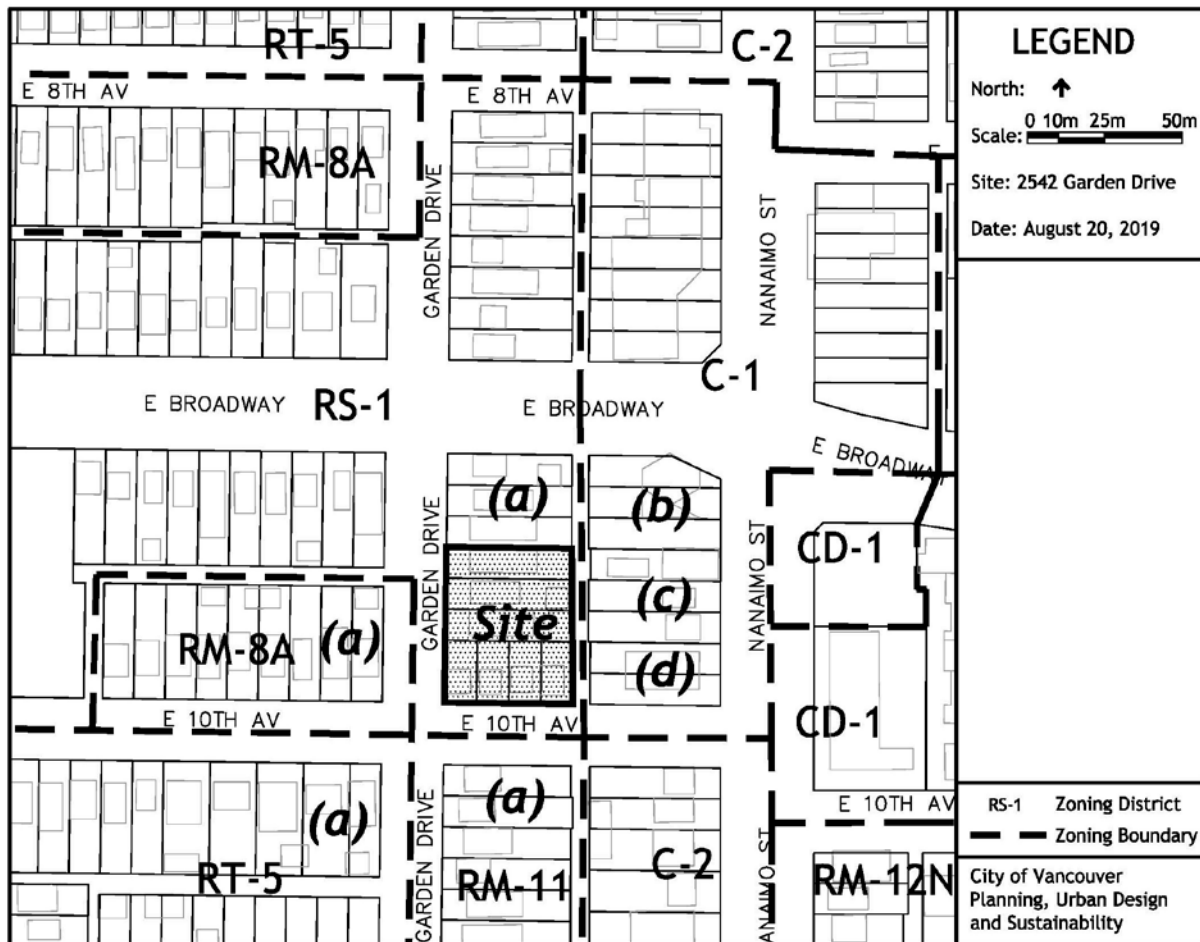 RT-5
C-2
E 8TH AV
E 8TH AV
RM-8A
GARDEN DRIVE
NANAIMO ST
E BROADWAY
RS-1
E BROADWAY
C-1
E BROADWAY
(a)
(b)
GARDEN DRIVE
NANAIMO ST
CD-1
Site
(c)
RM-8A
(a)
(d)
E 10TH AV
E 10TH AV
CD-1
(a)
(a)
E 10TH AV
RT-5
GARDEN DRIVE
RM-11
C-2
RM-12N
LEGEND
North:
Scale:
0 10m 25m 50m
Site: 2542 Garden Drive
Date: August 20, 2019
RS-1 Zoning District
Zoning Boundary
City of Vancouver
Planning, Urban Design
and Sustainability